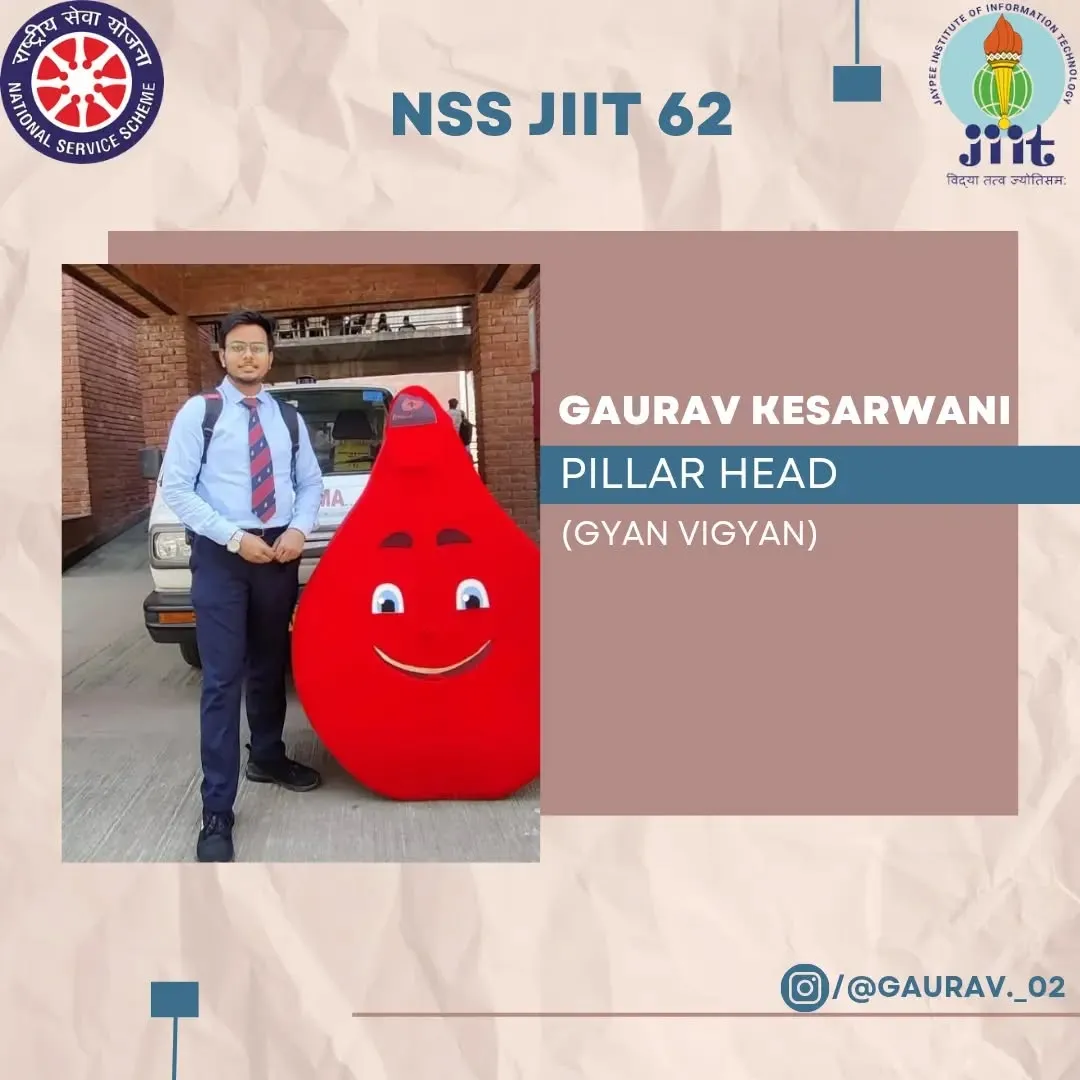 राष्ट्रीय सेवा योजना
NATIONAL SERVICE SCHEME
NSS JIIT 62
JAYPEE INSTITUTE OF INFORMATION TECHNOLOGY
jiit
विद्या तत्व ज्योतिसम:
GAURAV KESARWANI
PILLAR HEAD
(GYAN VIGYAN)
MA
/@GAURAV._02